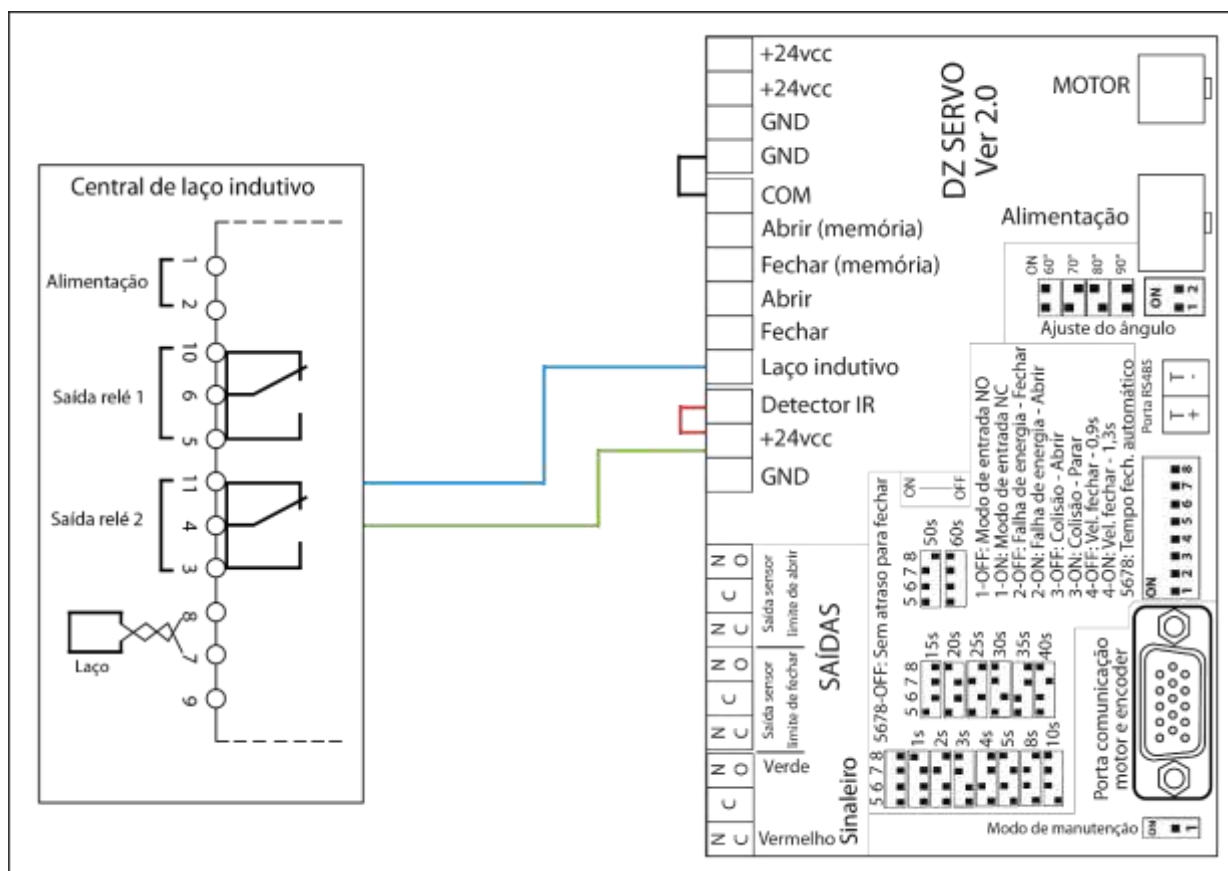 Central de laço indutivo
Alimentação
1
2
Saída relé 1
10
6
5
Saída relé 2
11
4
3
Laço
8
7
9
+24vcc
+24vcc
GND
GND
COM
Abrir (memória)
Fechar (memória)
Abrir
Fechar
Laço indutivo
Detector IR
+24vcc
GND
DZ SERVO
Ver 2.0
MOTOR
Alimentação
ON
60°
70°
80°
90°
ON
1 2
Ajuste do ângulo
Porta RS485
T +
T -
ON
OFF
5678-OFF: Sem atraso para fechar
1-OFF: Modo de entrada NO
1-ON: Modo de entrada NC
2-OFF: Falha de energia - Fechar
2-ON: Falha de energia - Abrir
3-OFF: Colisão - Abrir
3-ON: Colisão - Parar
4-OFF: Vel. fechar - 0,9s
4-ON: Vel. fechar - 1,3s
5678: Tempo fech. automático
5 6 7 8
50s
60s
5 6 7 8
15s
20s
25s
30s
35s
40s
5 6 7 8
1s
2s
3s
4s
5s
8s
10s
ON
1 2 3 4 5 6 7 8
SAÍDAS
NO
C
NC
Saída sensor
limite de abrir
NO
C
NC
Saída sensor
limite de fechar
NO
C
NC
Verde
Vermelho
Sinaleiro
Porta comunicação
motor e encoder
Modo de manutenção
ON
1